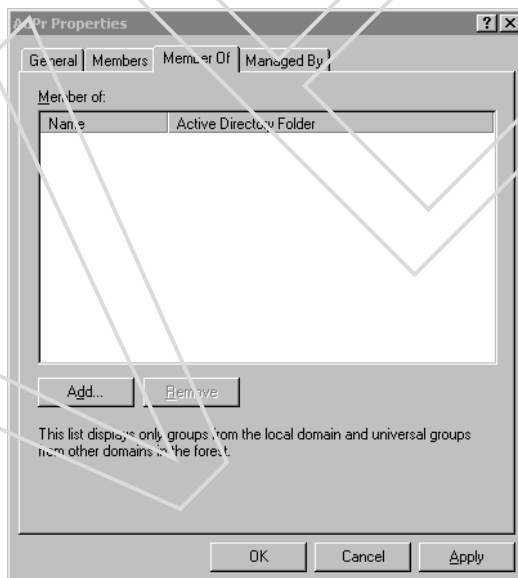 AdPr Properties
General Members Member Of Managed By
Member of:
Name Active Directory Folder
Add... Remove
This list displays only groups from the local domain and universal groups
from other domains in the forest.
OK Cancel Apply